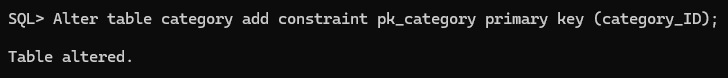 SQL> Alter table category add constraint pk_category primary key (category_ID);
Table altered.